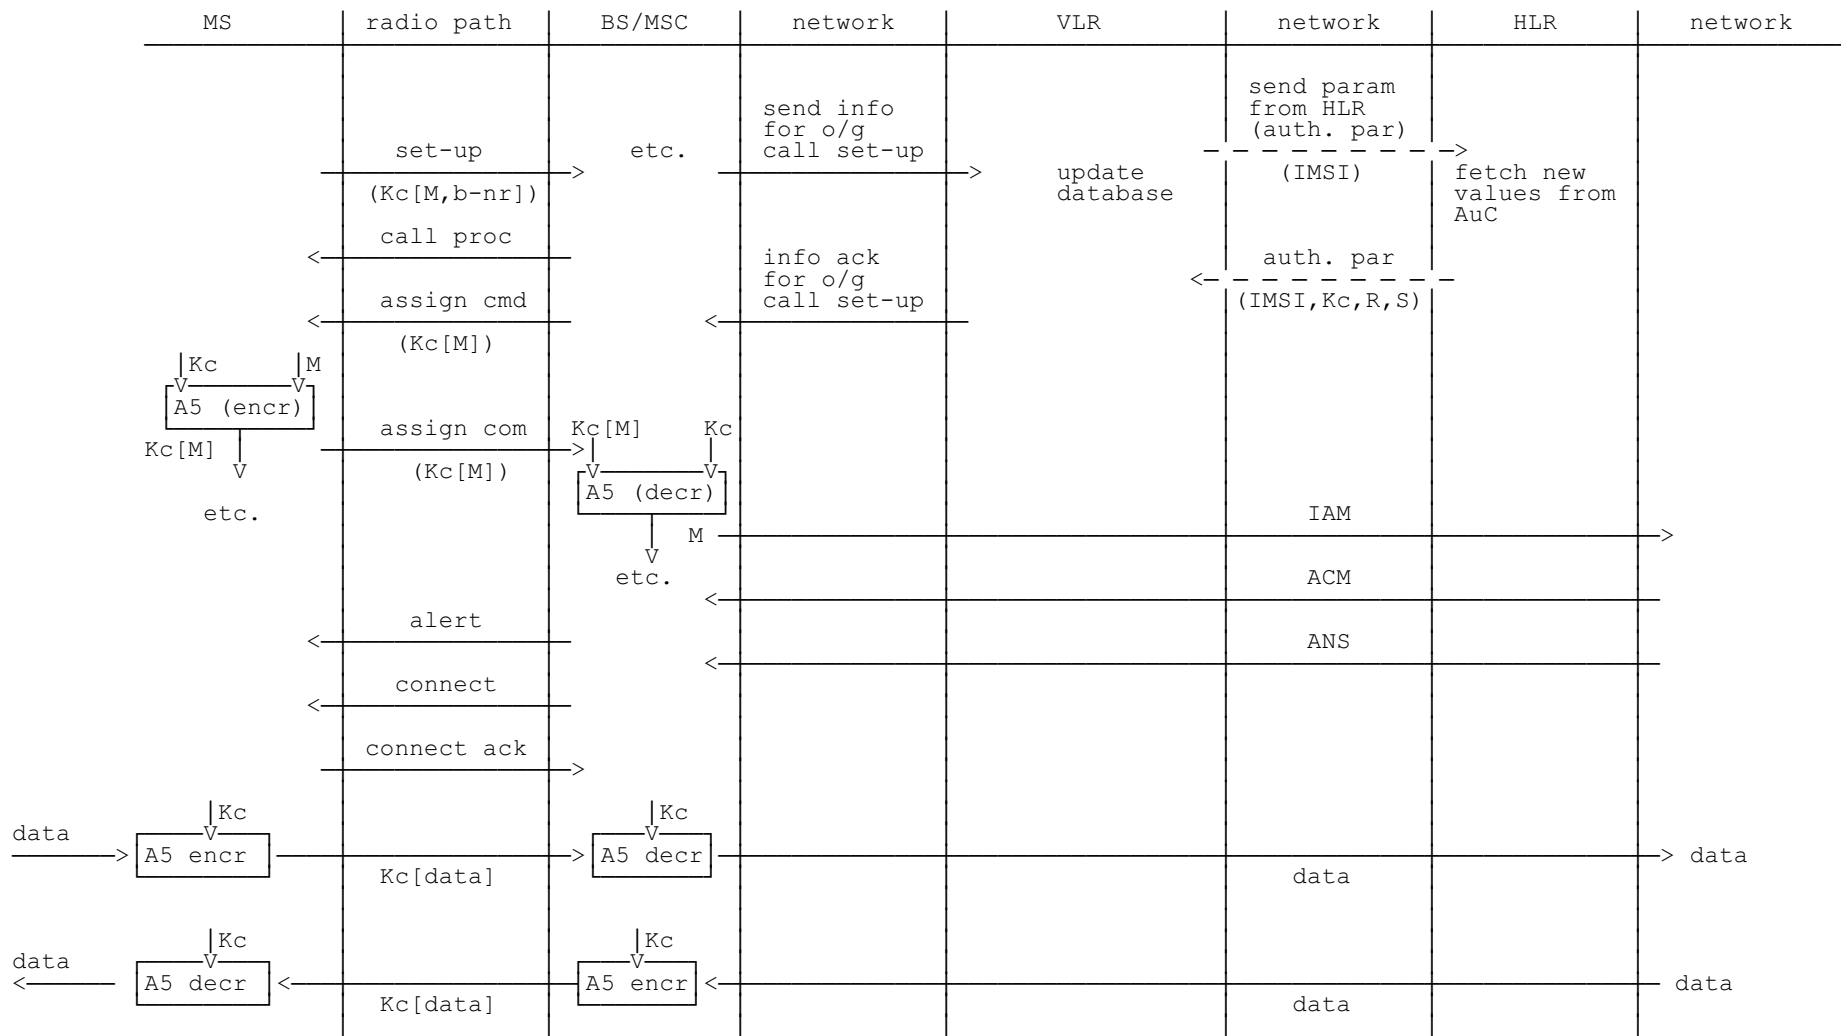 MS radio path BS/MSC network VLR network HLR network
send param
send info from HLR
for o/g (auth. par)
set-up etc. call set-up
(Kc[M,b-nr]) update (IMSI) fetch new
database values from
AuC
call proc
info ack auth. par
for o/g
assign cmd call set-up (IMSI,Kc,R,S)
(Kc[M])
Kc M
A5 (encr)
assign com Kc[M] Kc
Kc[M]
(Kc[M])
A5 (decr)
etc. IAM
M
etc. ACM
alert
ANS
connect
connect ack
Kc Kc
data
A5 encr A5 decr data
Kc[data] data
Kc Kc
data
A5 decr A5 encr data
Kc[data] data